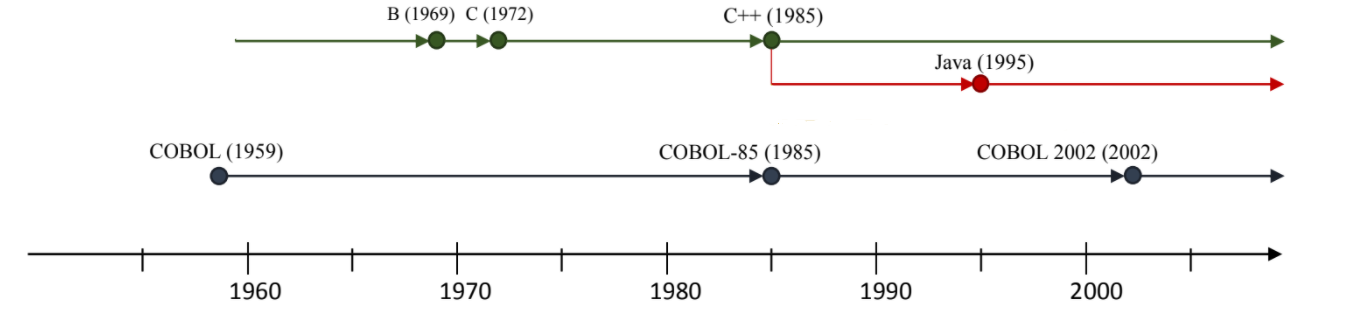 B (1969) C (1972) C++ (1985)
Java (1995)
COBOL (1959) COBOL-85 (1985) COBOL 2002 (2002)
1960 1970 1980 1990 2000